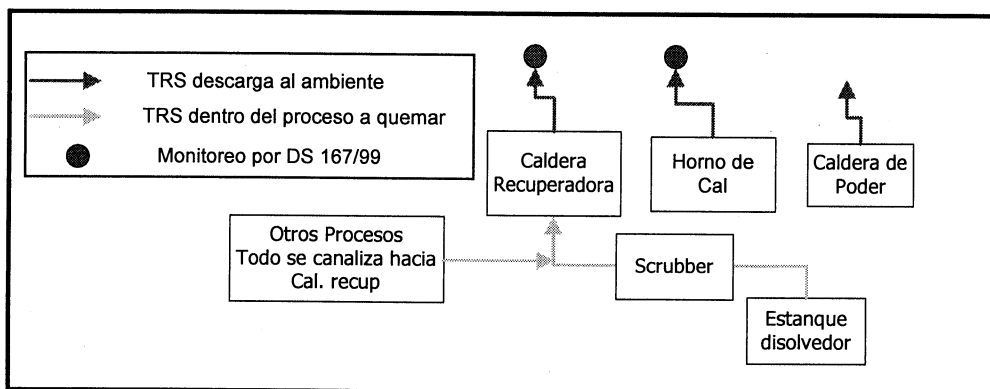 TRS descarga al ambiente
TRS dentro del proceso a quemar
Monitoreo por DS 167/99
Caldera
Recuperadora
Horno de
Cal
Caldera de
Poder
Otros Procesos
Todo se canaliza hacia
Cal. recup
Scrubber
Estanque
disolvedor